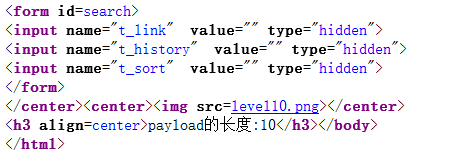 <form id=search>
<input name="t_link"  value="" type="hidden">
<input name="t_history"  value="" type="hidden">
<input name="t_sort"  value="" type="hidden">
</form>
</center><center><img src=level10.png></center>
<h3 align=center>payload的长度:10</h3></body>
</html>